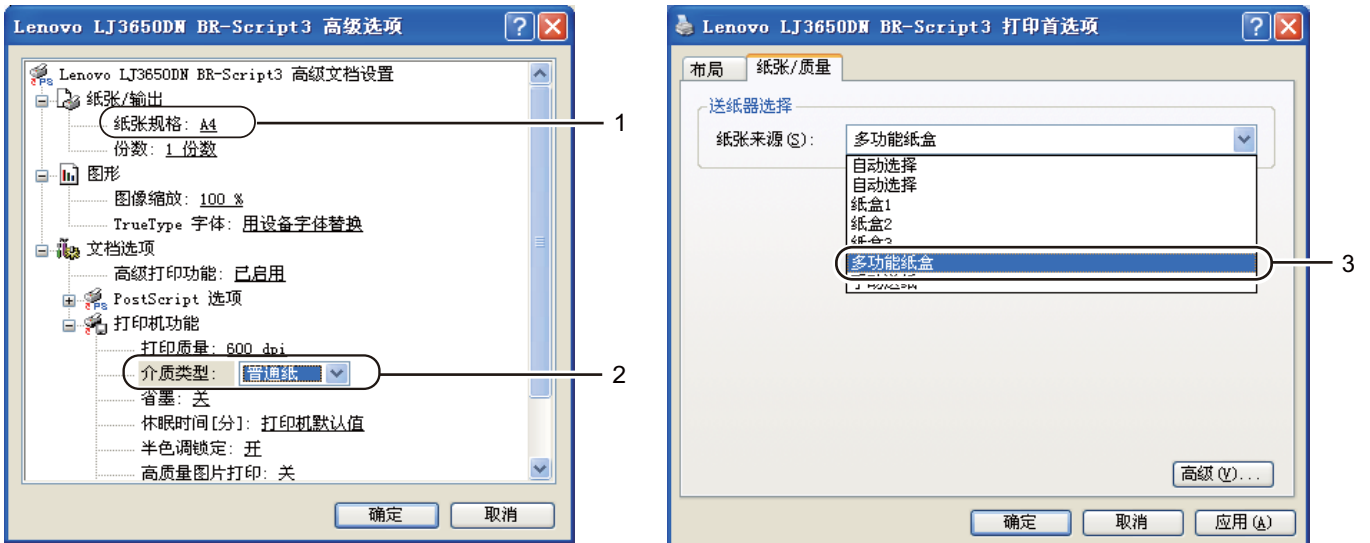 Lenovo LJ3650DN BR-Script3 高级选项
Lenovo LJ3650DN BR-Script3 高级文档设置
纸张/输出
纸张规格: A4
份数: 1 份数
图形
图像缩放: 100 %
TrueType 字体: 用设备字体替换
文档选项
高级打印功能: 已启用
PostScript 选项
打印机功能
打印质量: 600 dpi
介质类型: 普通纸
省墨: 关
休眠时间[分]: 打印机默认值
半色调锁定: 开
高质量图片打印: 关
确定
取消
1
2
Lenovo LJ3650DN BR-Script3 打印首选项
布局
纸张/质量
送纸器选择
纸张来源(S):
多功能纸盒
自动选择
自动选择
纸盒1
纸盒2
纸盒3
多功能纸盒
高级(V)...
确定
取消
应用(A)
3